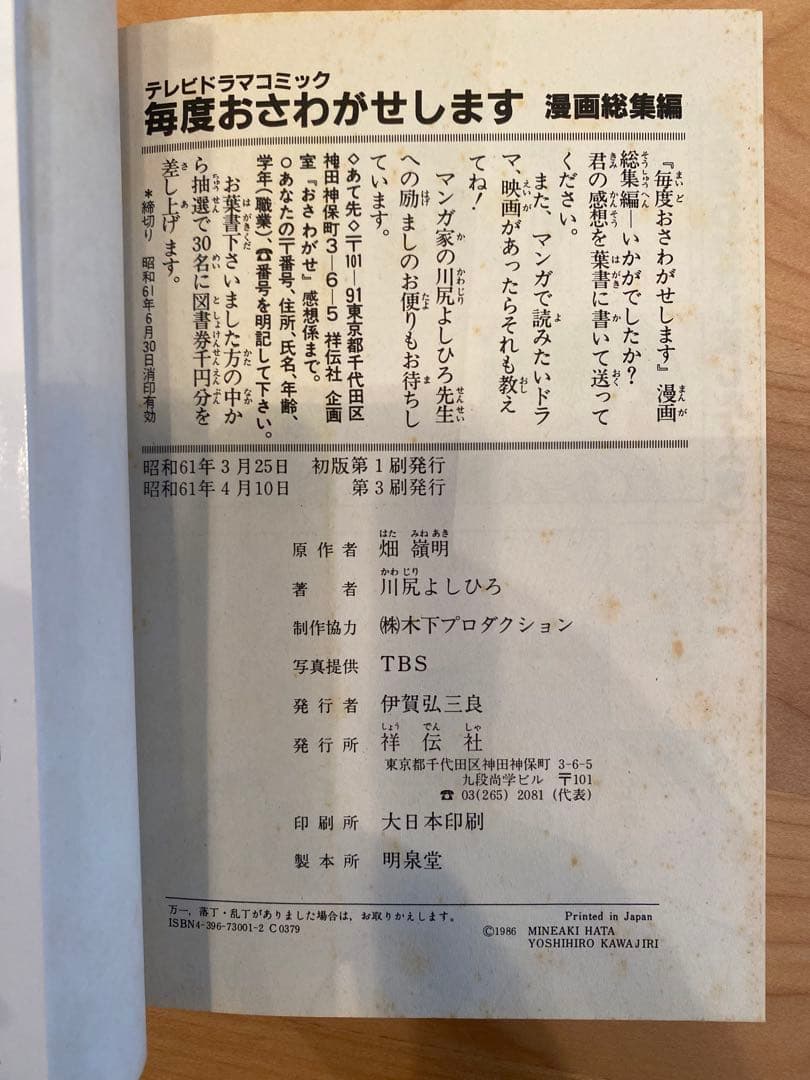 テレビドラマコミック
毎度おさわがせします 漫画総集編
『毎度おさわがせします』漫画
総集編―いかがでしたか?
君の感想を葉書に書いて送って
ください。
また、マンガで読みたいドラ
マ、映画があったらそれも教え
てね!
マンガ家の川尻よしひろ先生
への励ましのお便りもお待ちし
ています。
◇あて先◇〒101―91東京都千代田区
神田神保町3―6―5 祥伝社 企画
室『おさわがせ』感想係まで。
○あなたの〒番号、住所、氏名、年齢、
学年(職業)、☎番号を明記して下さい。
お葉書下さいました方の中か
ら抽選で30名に図書券千円分を
差し上げます。
*締切り 昭和61年6月30日消印有効
昭和61年3月25日 初版第1刷発行
昭和61年4月10日 第3刷発行
原作者 畑嶺明
著者 川尻よしひろ
制作協力 ㈱木下プロダクション
写真提供 TBS
発行者 伊賀弘三良
発行所 祥伝社
東京都千代田区神田神保町 3-6-5
九段尚学ビル 〒101
☎ 03(265) 2081 (代表)
印刷所 大日本印刷
製本所 明泉堂
万一、落丁・乱丁がありました場合は、お取りかえします。
Printed in Japan
ISBN4-396-73001-2 C0379
©1986 MINEAKI HATA
YOSHIHIRO KAWAJIRI